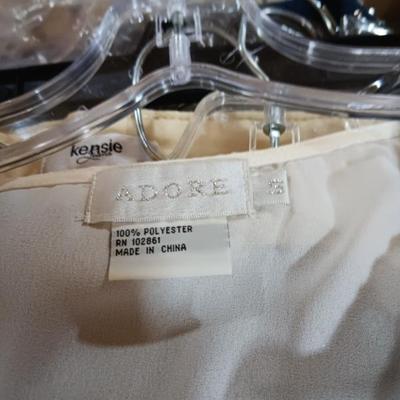 kensie
ADORE
100% POLYESTER
RN 102861
MADE IN CHINA